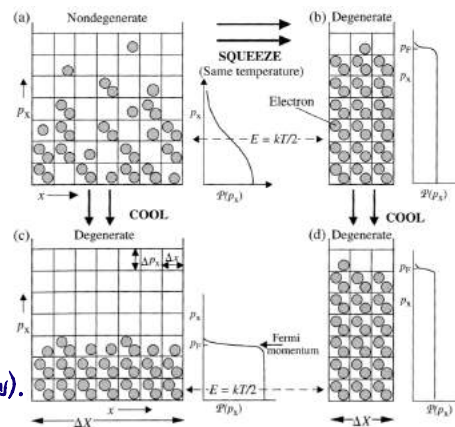 (a) Nondegenerate
SQUEEZE
(Same temperature)
(b) Degenerate
pF
px
px
px
Electron
E = kT/2
x
P(px)
P(px)
COOL
COOL
(c) Degenerate
(d) Degenerate
Δpx
Δx
px
px
pF
Fermi
momentum
pF
px
y).
E = kT/2
x
ΔX
P(px)
ΔX
P(px)